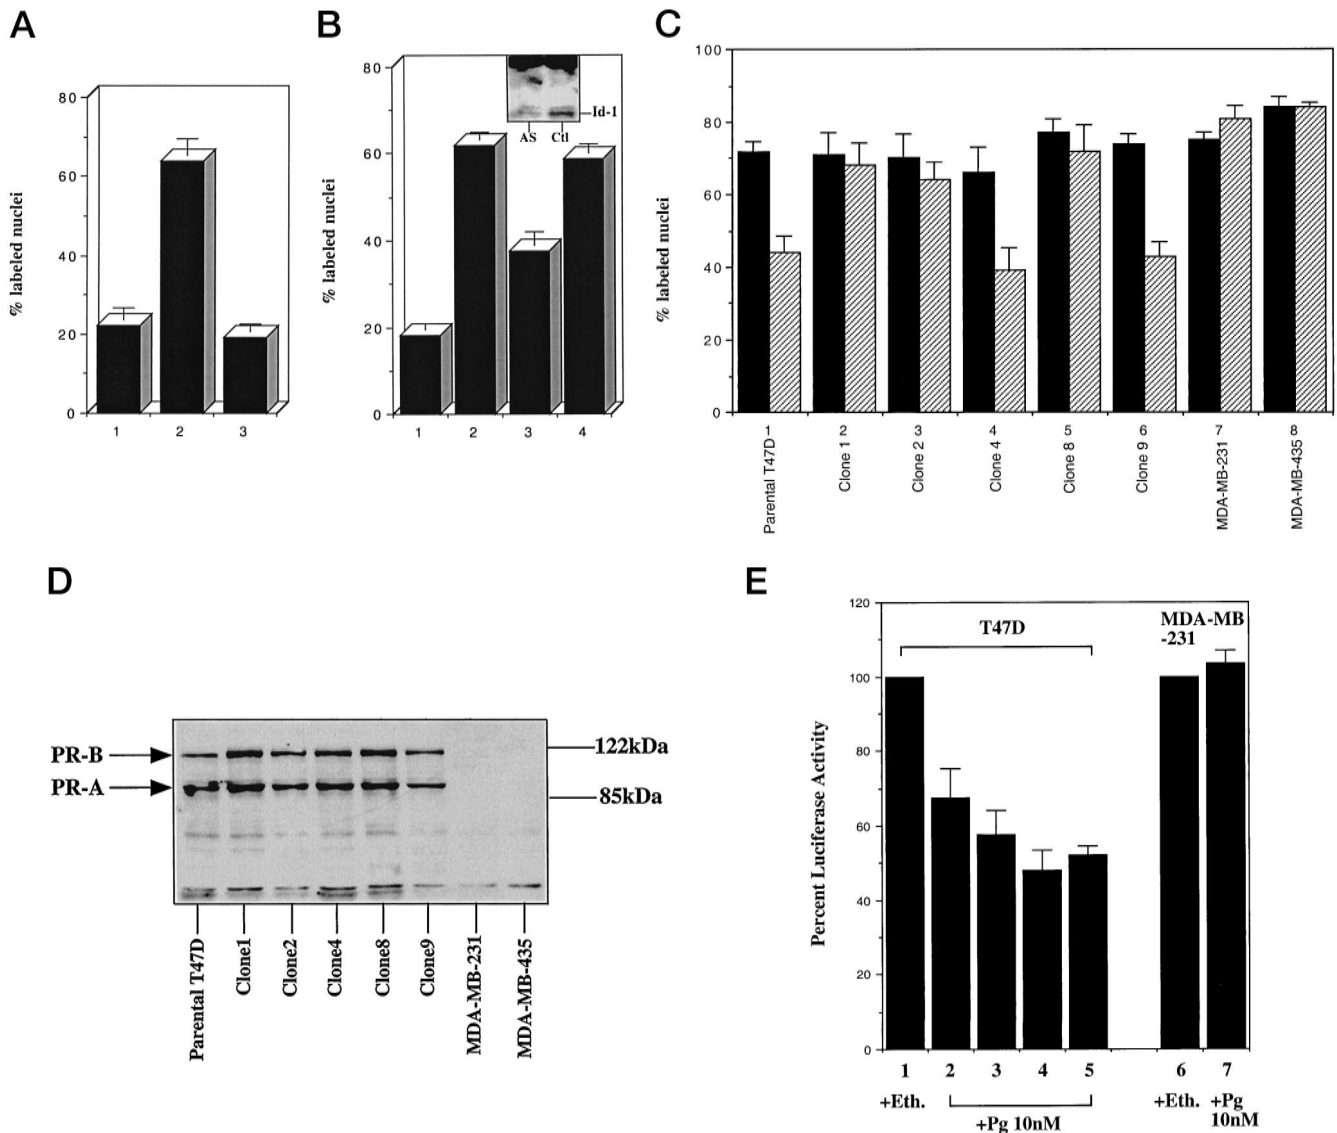 A
B
C
% labeled nuclei
80
60
40
20
0
1 2 3
% labeled nuclei
80
60
40
20
0
Id-1
AS Ctl
1 2 3 4
% labeled nuclei
100
80
60
40
20
0
1 2 3 4 5 6 7 8
Parental T47D
Clone 1
Clone 2
Clone 4
Clone 8
Clone 9
MDA-MB-231
MDA-MB-435
D
PR-B
PR-A
122kDa
85kDa
Parental T47D
Clone1
Clone2
Clone4
Clone8
Clone9
MDA-MB-231
MDA-MB-435
E
Percent Luciferase Activity
120
100
80
60
40
20
0
T47D
MDA-MB
-231
1 2 3 4 5 6 7
+Eth.
+Pg 10nM
+Eth.
+Pg
10nM